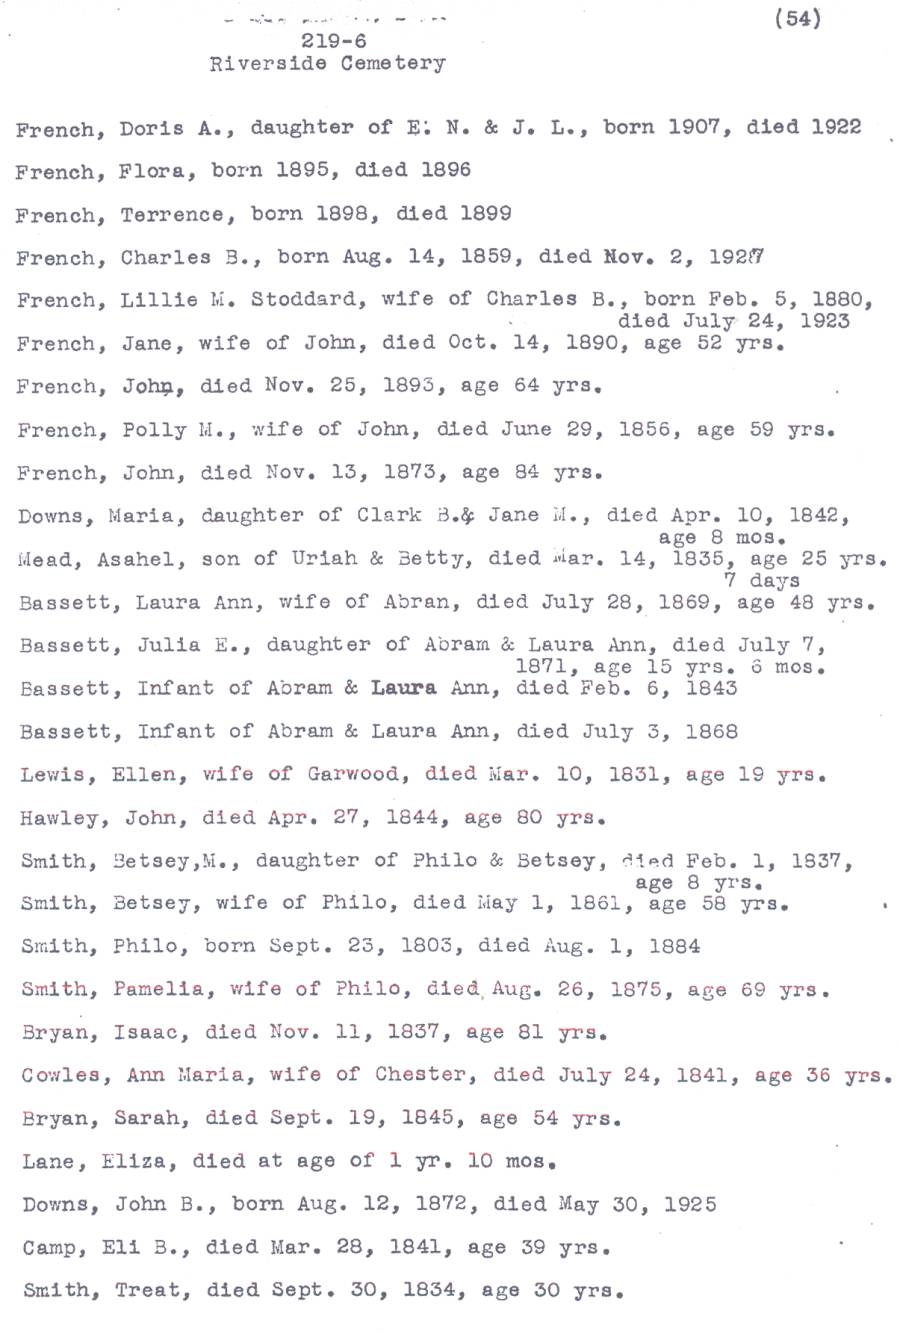 (54)
219-6
Riverside Cemetery
French, Doris A., daughter of E. N. & J. L., born 1907, died 1922
French, Flora, born 1895, died 1896
French, Terrence, born 1898, died 1899
French, Charles B., born Aug. 14, 1859, died Nov. 2, 1927
French, Lillie M. Stoddard, wife of Charles B., born Feb. 5, 1880,
died July 24, 1923
French, Jane, wife of John, died Oct. 14, 1890, age 52 yrs.
French, John, died Nov. 25, 1893, age 64 yrs.
French, Polly M., wife of John, died June 29, 1856, age 59 yrs.
French, John, died Nov. 13, 1873, age 84 yrs.
Downs, Maria, daughter of Clark B.& Jane M., died Apr. 10, 1842,
age 8 mos.
Mead, Asahel, son of Uriah & Betty, died Mar. 14, 1835, age 25 yrs.
7 days
Bassett, Laura Ann, wife of Abran, died July 28, 1869, age 48 yrs.
Bassett, Julia E., daughter of Abram & Laura Ann, died July 7,
1871, age 15 yrs. 6 mos.
Bassett, Infant of Abram & Laura Ann, died Feb. 6, 1843
Bassett, Infant of Abram & Laura Ann, died July 3, 1868
Lewis, Ellen, wife of Garwood, died Mar. 10, 1831, age 19 yrs.
Hawley, John, died Apr. 27, 1844, age 80 yrs.
Smith, Betsey,M., daughter of Philo & Betsey, died Feb. 1, 1837,
age 8 yrs.
Smith, Betsey, wife of Philo, died May 1, 1861, age 58 yrs.
Smith, Philo, born Sept. 23, 1803, died Aug. 1, 1884
Smith, Pamelia, wife of Philo, died Aug. 26, 1875, age 69 yrs.
Bryan, Isaac, died Nov. 11, 1837, age 81 yrs.
Cowles, Ann Maria, wife of Chester, died July 24, 1841, age 36 yrs.
Bryan, Sarah, died Sept. 19, 1845, age 54 yrs.
Lane, Eliza, died at age of 1 yr. 10 mos.
Downs, John B., born Aug. 12, 1872, died May 30, 1925
Camp, Eli B., died Mar. 28, 1841, age 39 yrs.
Smith, Treat, died Sept. 30, 1834, age 30 yrs.